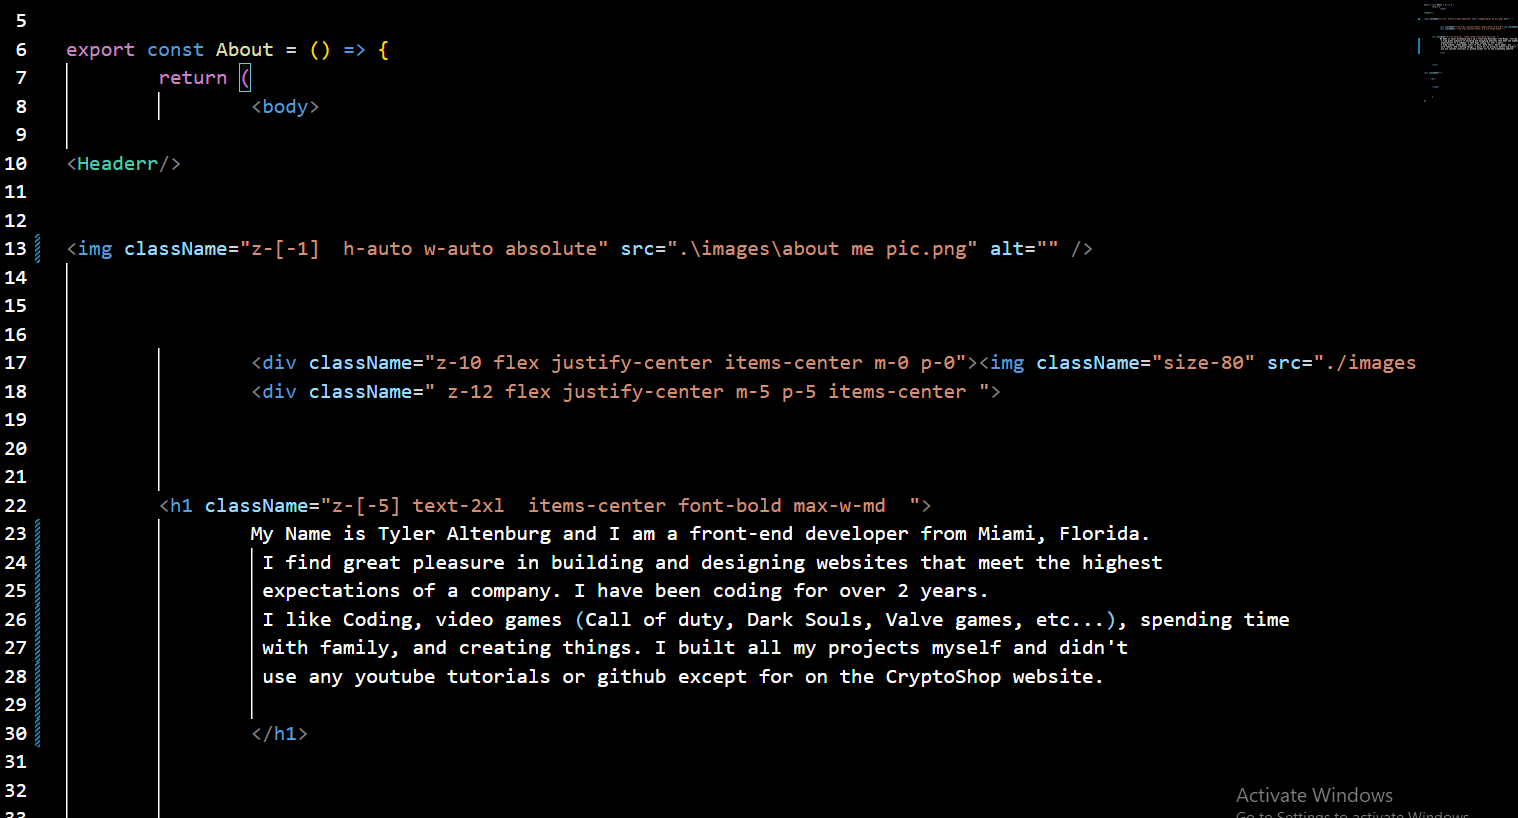 5
6 export const About = () => {
7 return (
8 <body>
9
10 <Headerr/>
11
12
13 <img className="z-[-1]  h-auto w-auto absolute" src=".\images\about me pic.png" alt="" />
14
15
16
17 <div className="z-10 flex justify-center items-center m-0 p-0"><img className="size-80" src="./images
18 <div className=" z-12 flex justify-center m-5 p-5 items-center ">
19
20
21
22 <h1 className="z-[-5] text-2xl  items-center font-bold max-w-md  ">
23 My Name is Tyler Altenburg and I am a front-end developer from Miami, Florida.
24 I find great pleasure in building and designing websites that meet the highest
25 expectations of a company. I have been coding for over 2 years.
26 I like Coding, video games (Call of duty, Dark Souls, Valve games, etc...), spending time
27 with family, and creating things. I built all my projects myself and didn't
28 use any youtube tutorials or github except for on the CryptoShop website.
29
30 </h1>
31
32
33
Activate Windows
Go to Settings to activate Windows.